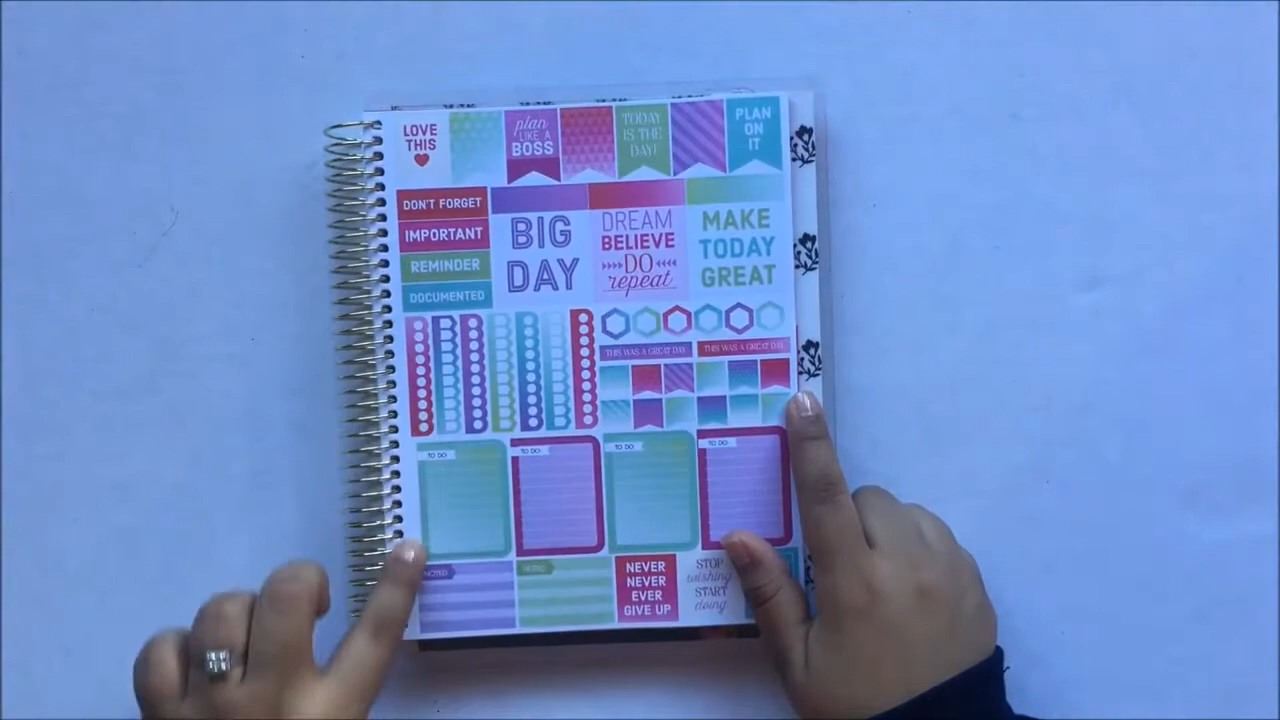 LOVE
THIS
plan
LIKE A
BOSS
TODAY
IS THE
DAY!
PLAN
ON
IT
DON'T FORGET
IMPORTANT
REMINDER
DOCUMENTED
BIG
DAY
DREAM
BELIEVE
DO
repeat
MAKE
TODAY
GREAT
THIS WAS A GREAT DAY
THIS WAS A GREAT DAY
TO DO:
TO DO:
TO DO:
TO DO:
NOTED
NOTED
NEVER
NEVER
EVER
GIVE UP
STOP
wishing
START
doing